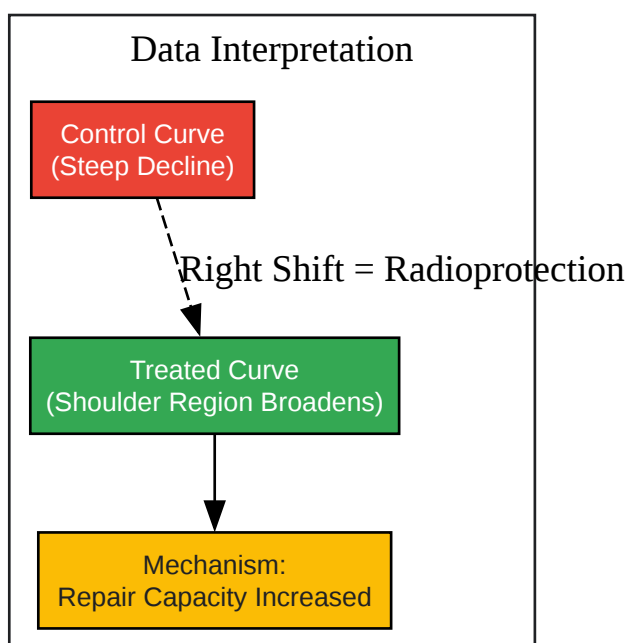 Data Interpretation
Control Curve
(Steep Decline)
Right Shift = Radioprotection
Treated Curve
(Shoulder Region Broadens)
Mechanism:
Repair Capacity Increased